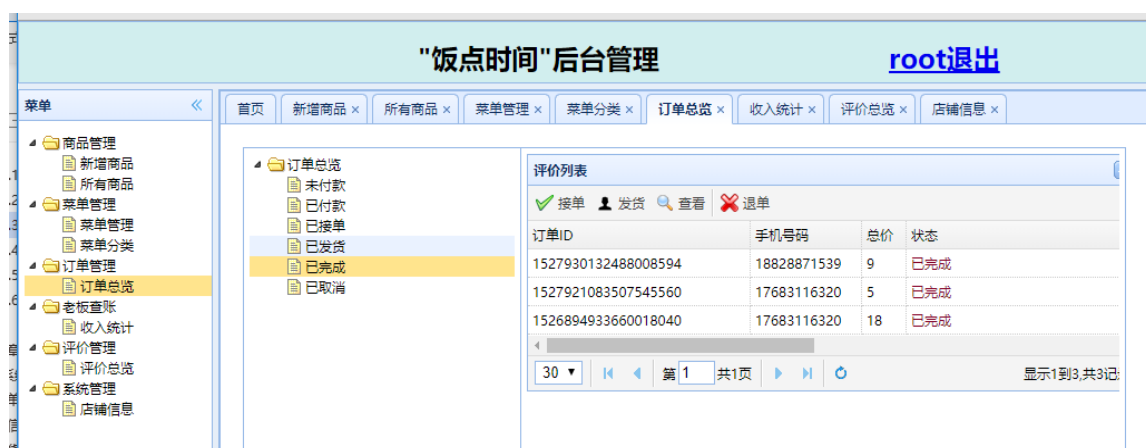 "饭点时间"后台管理 root退出
菜单
首页 新增商品 所有商品 菜单管理 菜单分类 订单总览 收入统计 评价总览 店铺信息
商品管理
新增商品
所有商品
菜单管理
菜单管理
菜单分类
订单管理
订单总览
老板查账
收入统计
评价管理
评价总览
系统管理
店铺信息
订单总览
未付款
已付款
已接单
已发货
已完成
已取消
评价列表
接单 发货 查看 退单
订单ID 手机号码 总价 状态
1527930132488008594 18828871539 9 已完成
1527921083507545560 17683116320 5 已完成
1526894933660018040 17683116320 18 已完成
30 第 1 共1页 显示1到3,共3记